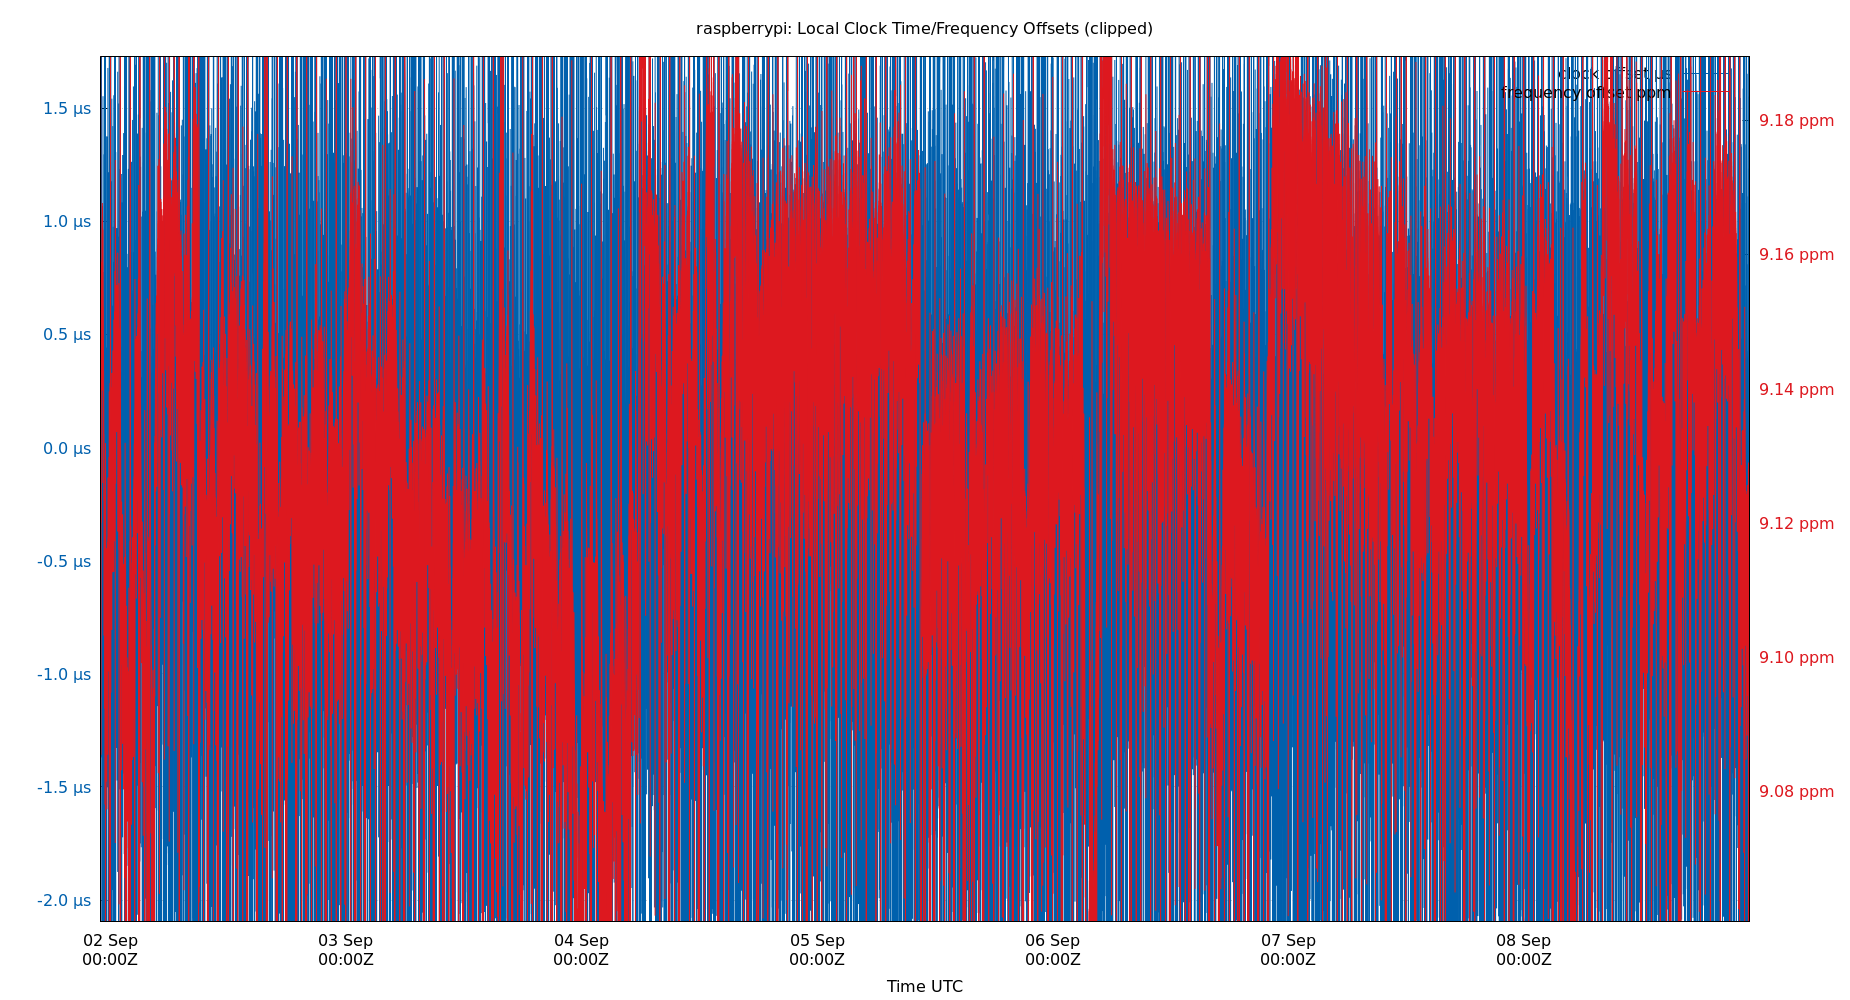 raspberrypi: Local Clock Time/Frequency Offsets (clipped)
clock offset µs
frequency offset ppm
1.5 µs
1.0 µs
0.5 µs
0.0 µs
-0.5 µs
-1.0 µs
-1.5 µs
-2.0 µs
9.18 ppm
9.16 ppm
9.14 ppm
9.12 ppm
9.10 ppm
9.08 ppm
02 Sep 03 Sep 04 Sep 05 Sep 06 Sep 07 Sep 08 Sep
00:00Z 00:00Z 00:00Z 00:00Z 00:00Z 00:00Z 00:00Z
Time UTC